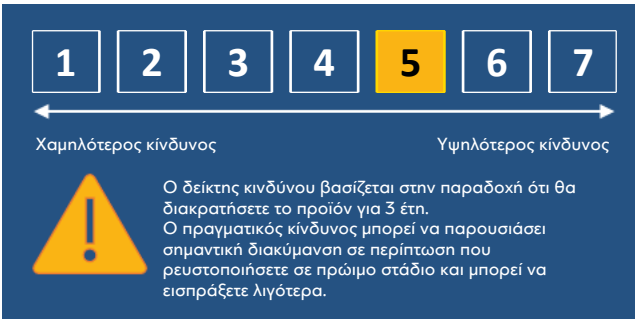 1 2 3 4 5 6 7
Χαμηλότερος κίνδυνος Υψηλότερος κίνδυνος
Ο δείκτης κινδύνου βασίζεται στην παραδοχή ότι θα
διακρατήσετε το προϊόν για 3 έτη.
Ο πραγματικός κίνδυνος μπορεί να παρουσιάσει
σημαντική διακύμανση σε περίπτωση που
ρευστοποιήσετε σε πρώιμο στάδιο και μπορεί να
εισπράξετε λιγότερα.